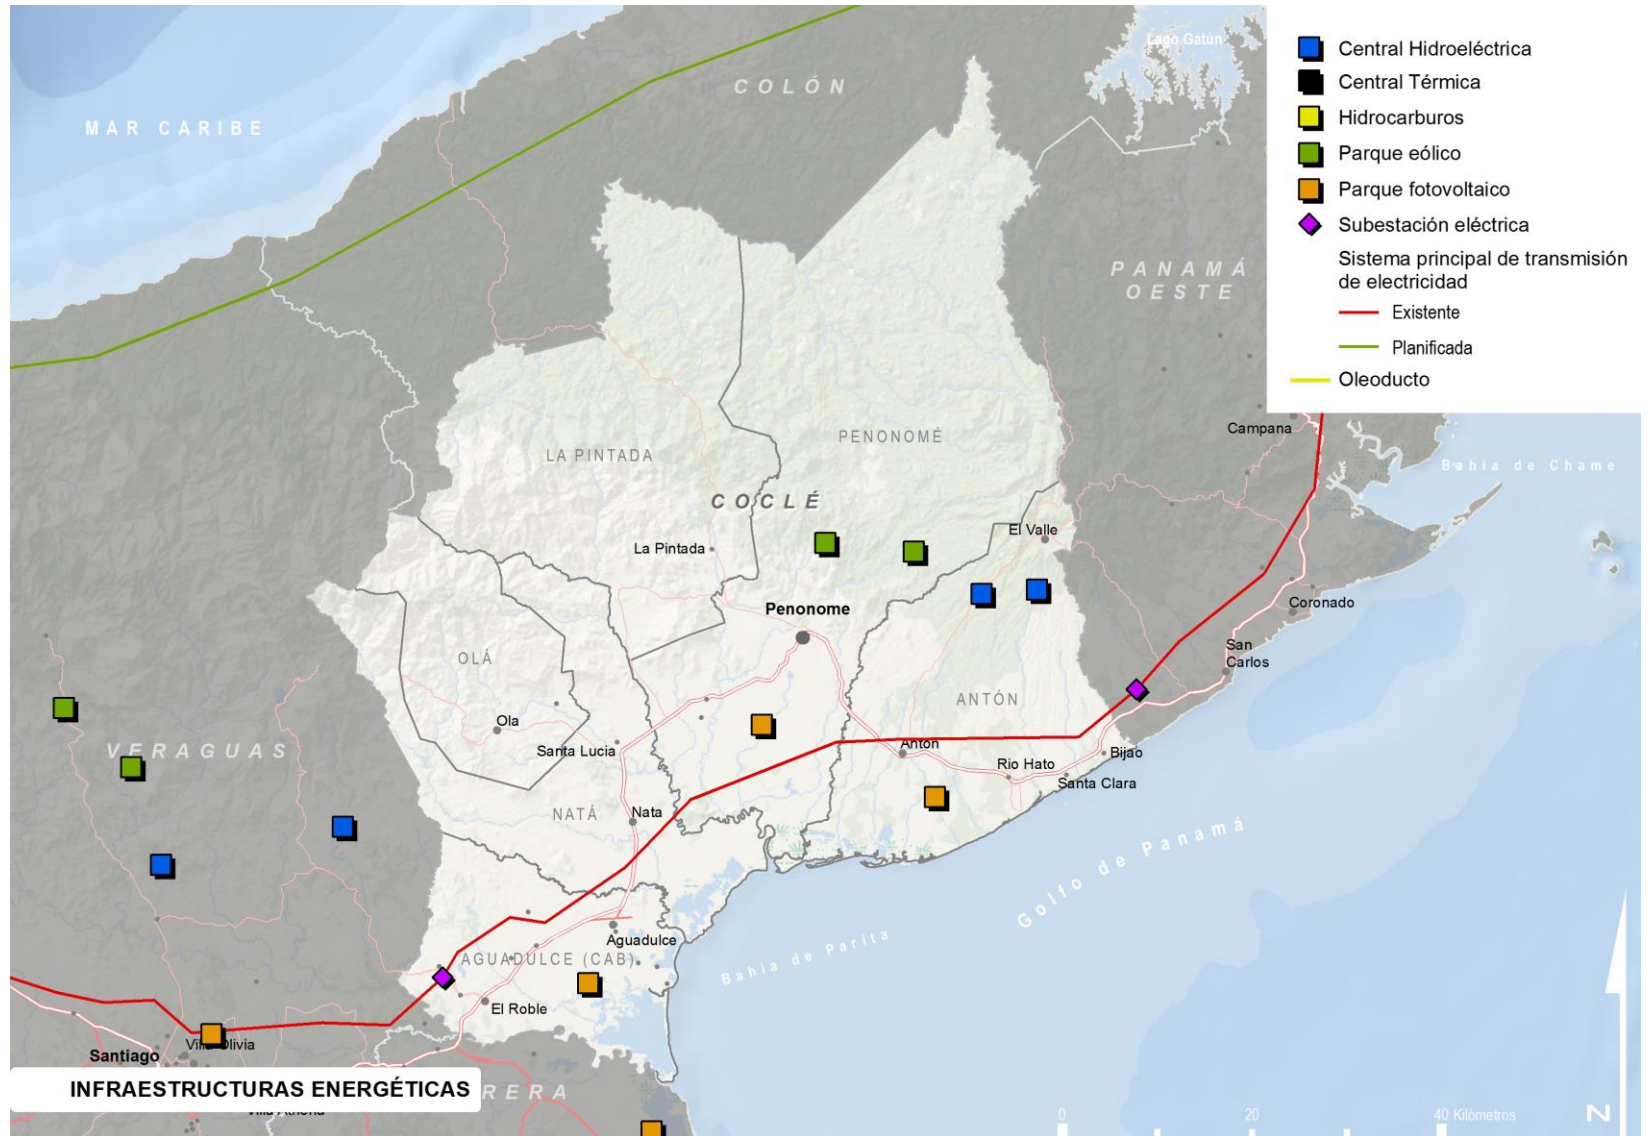 Lago Gatún
COLÓN
MAR CARIBE
Central Hidroeléctrica
Central Térmica
Hidrocarburos
Parque eólico
Parque fotovoltaico
Subestación eléctrica
Sistema principal de transmisión
de electricidad
Existente
Planificada
Oleoducto
PANAMÁ
OESTE
Campana
PENONOMÉ
LA PINTADA
Bahia de Chame
COCLÉ
El Valle
La Pintada
Penonome
Coronado
San
Carlos
OLÁ
ANTÓN
Ola
Santa Lucia
VERAGUAS
Anton
Bijao
Rio Hato
Santa Clara
NATÁ
Nata
Golfo de Panamá
Aguadulce
Bahia de Parita
AGUADULCE (CAB)
El Roble
Villa Olivia
Santiago
INFRAESTRUCTURAS ENERGÉTICAS
RERA
0 20 40 Kilómetros
N